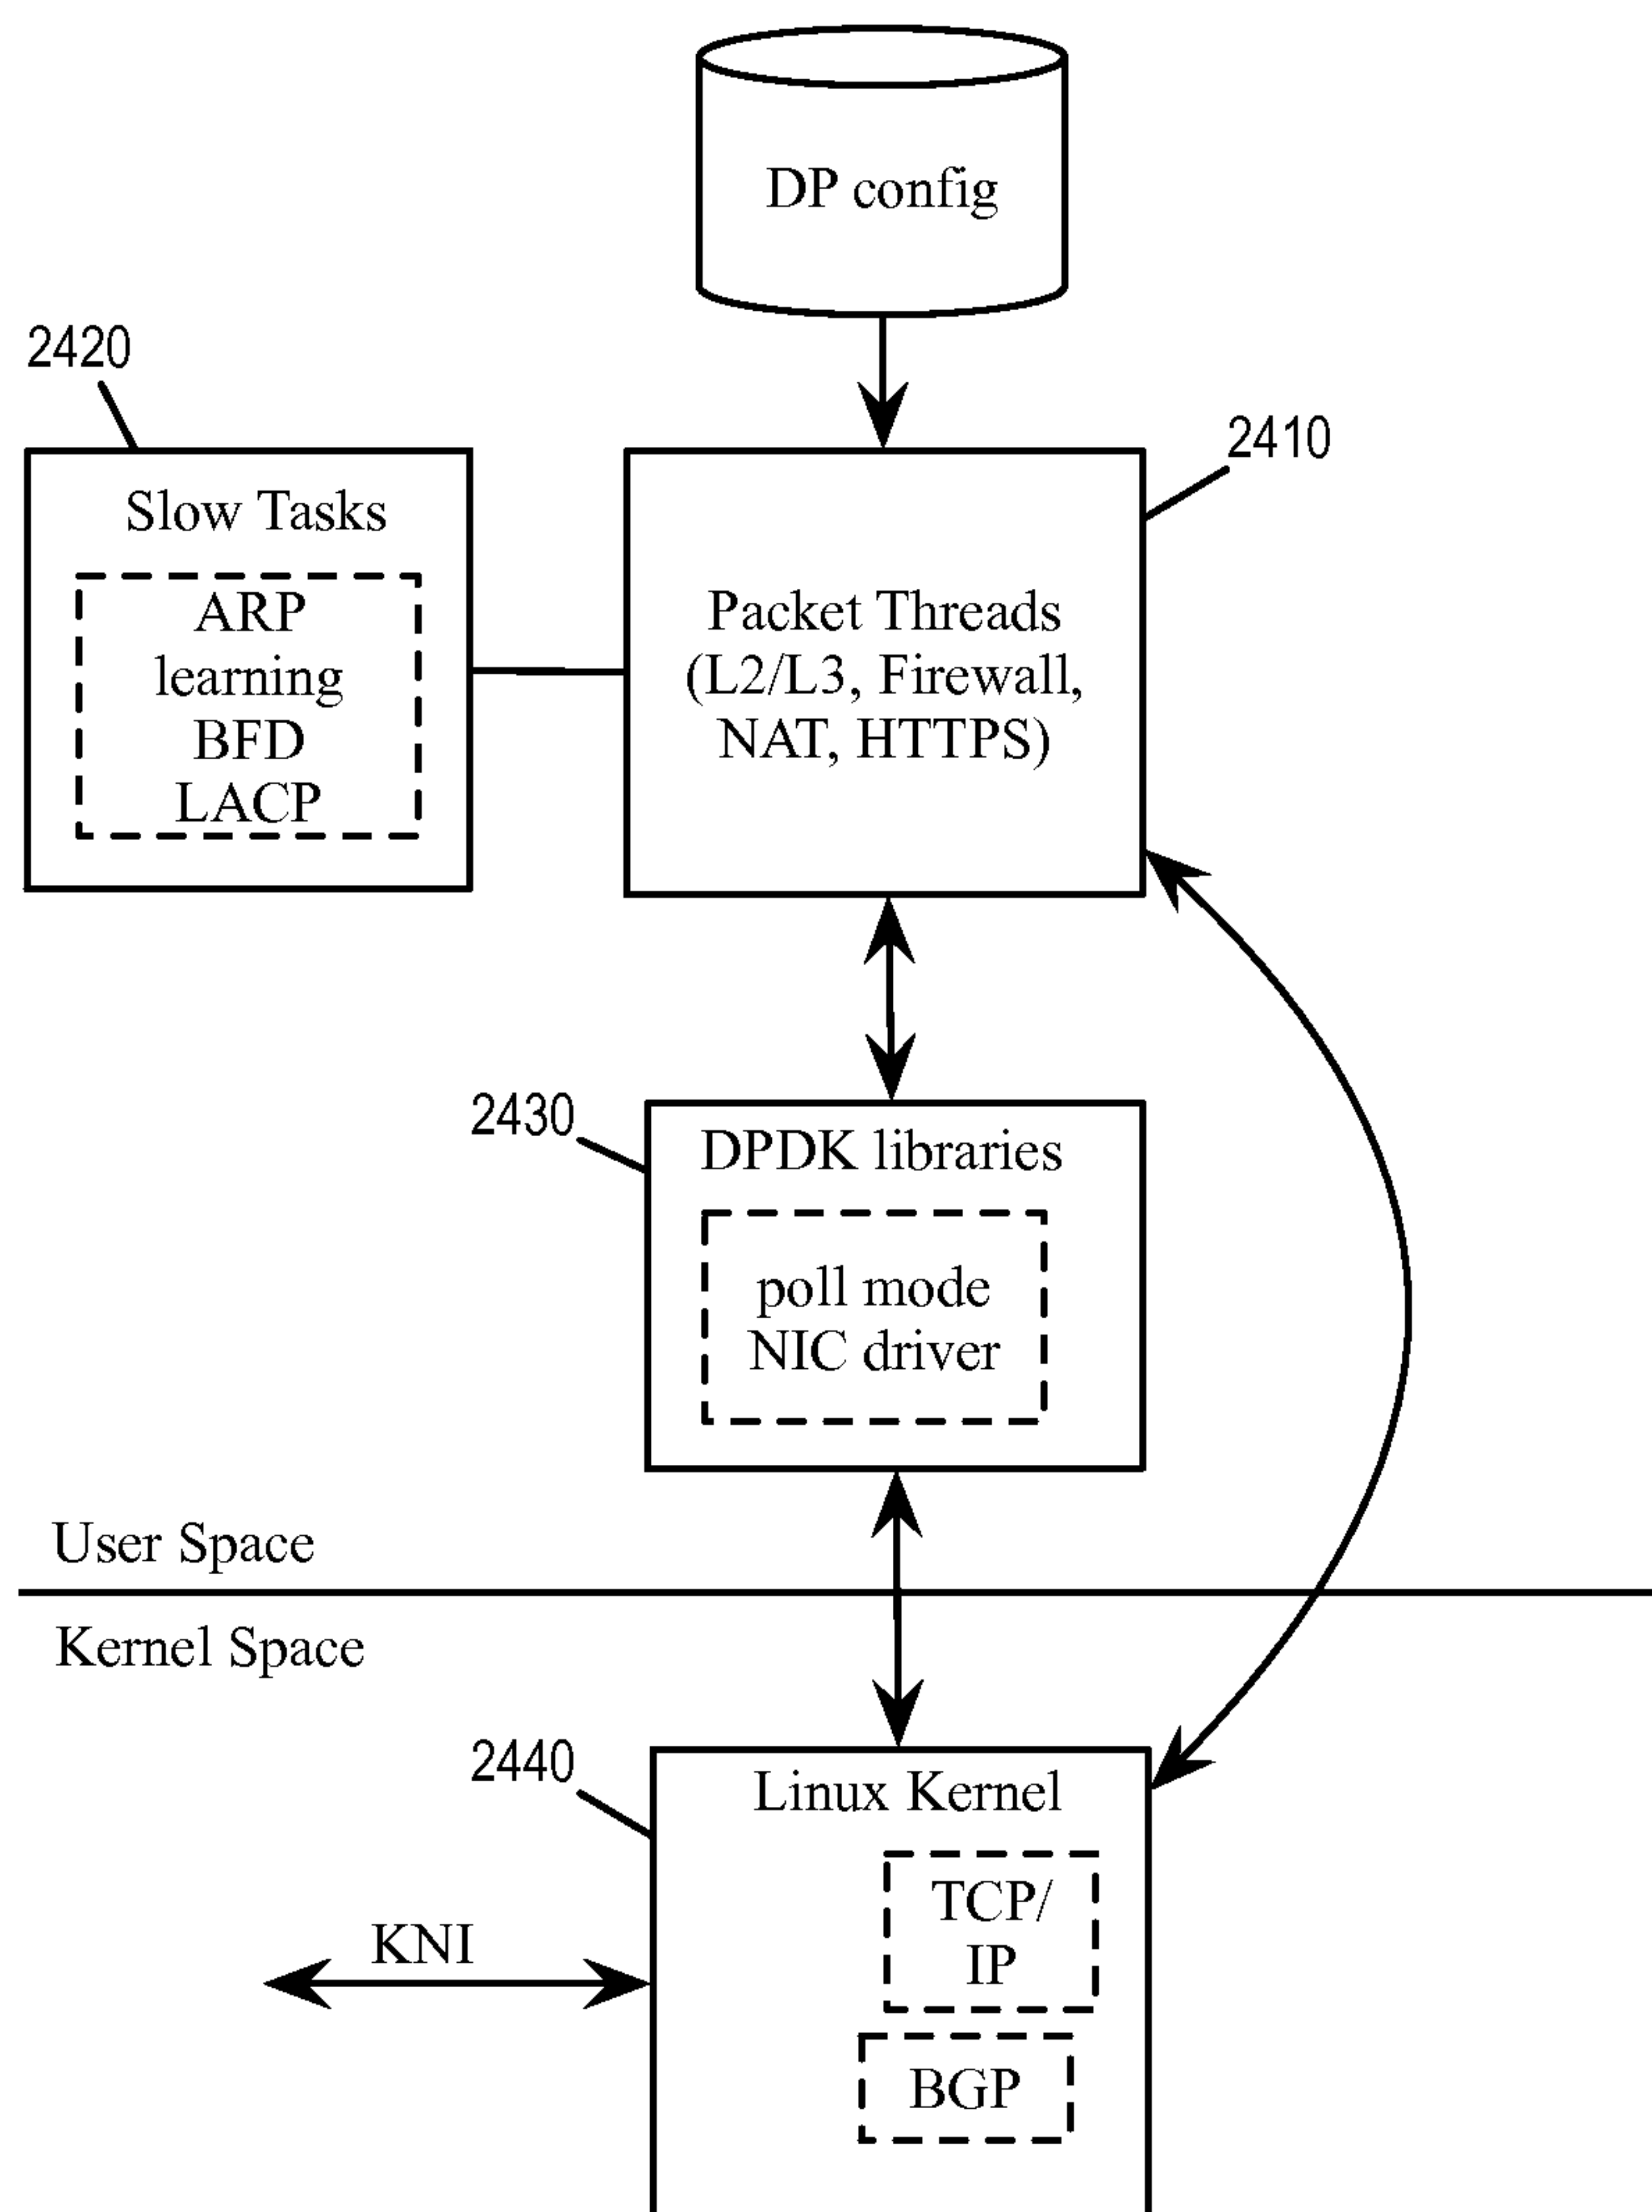 DP config
2420
2410
Slow Tasks
ARP
learning
BFD
LACP
Packet Threads
(L2/L3, Firewall,
NAT, HTTPS)
2430
DPDK libraries
poll mode
NIC driver
User Space
Kernel Space
2440
Linux Kernel
TCP/
IP
KNI
BGP